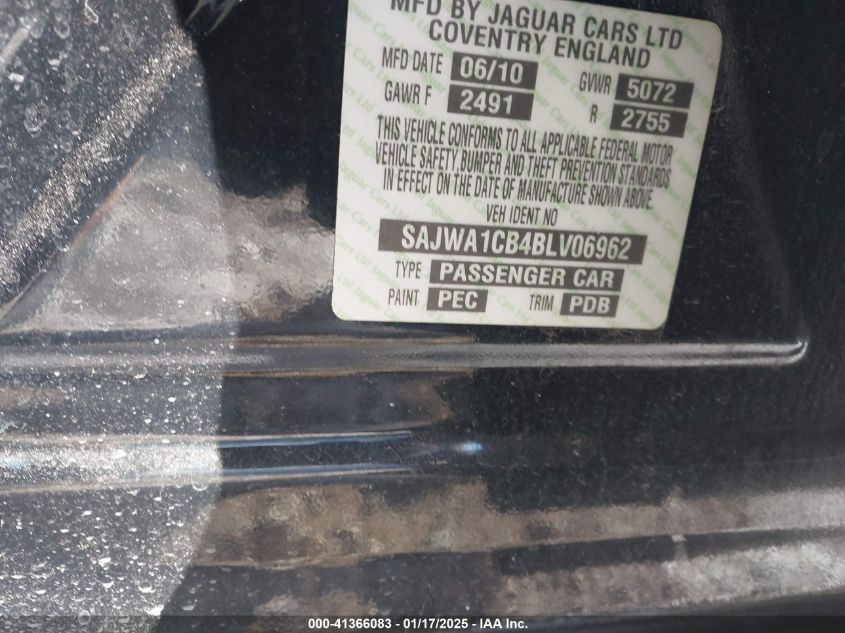 MFD BY JAGUAR CARS LTD
COVENTRY ENGLAND
MFD DATE 06/10 GVWR 5072
GAWR F 2491 R 2755
THIS VEHICLE CONFORMS TO ALL APPLICABLE FEDERAL MOTOR
VEHICLE SAFETY, BUMPER AND THEFT PREVENTION STANDARDS
IN EFFECT ON THE DATE OF MANUFACTURE SHOWN ABOVE.
VEH IDENT NO
SAJWA1CB4BLV06962
TYPE PASSENGER CAR
PAINT PEC TRIM PDB
000-41366083 - 01/17/2025 - © IAA Holdings, LLC.